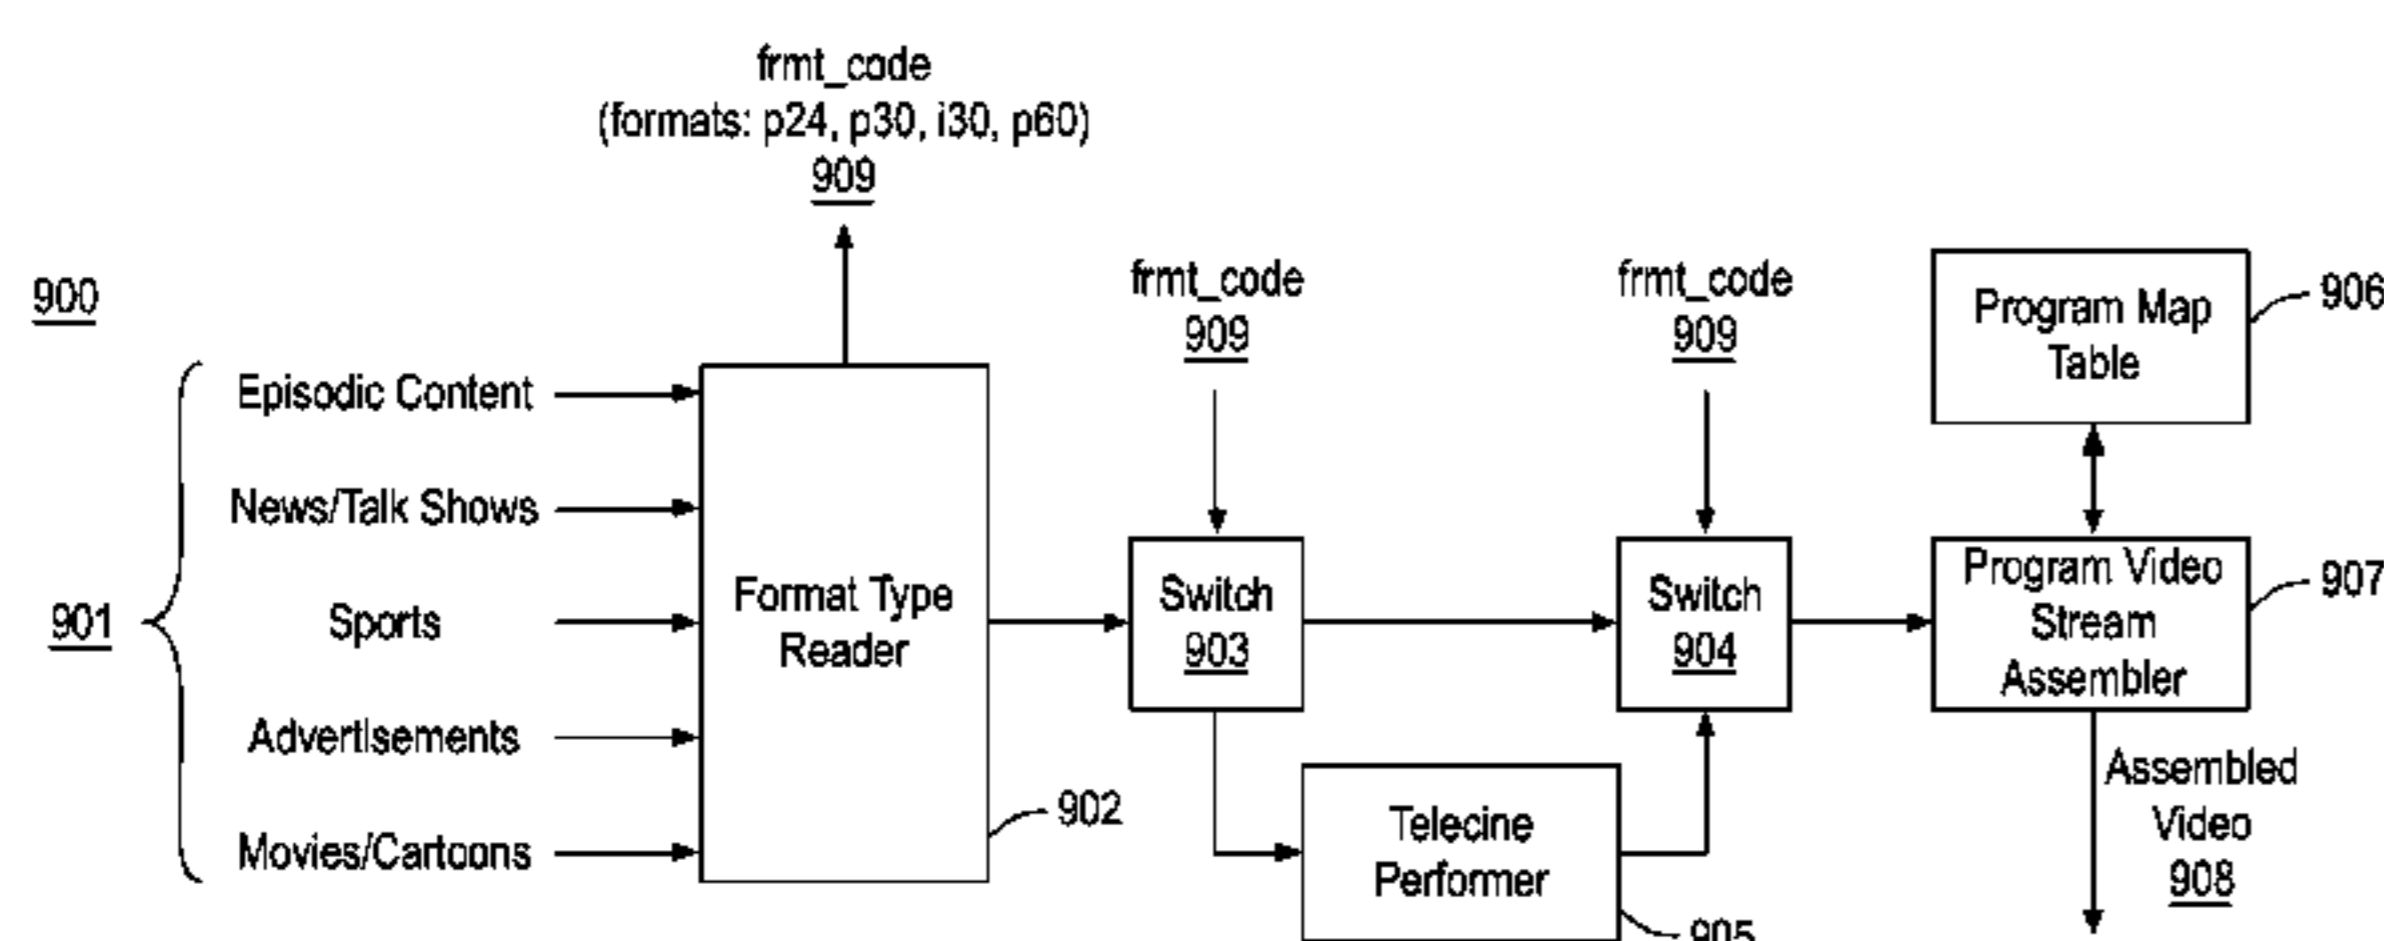 frmt_code
(formats: p24, p30, i30, p60)
909
900
frmt_code
909
frmt_code
909
Program Map
Table
906
901
Episodic Content
News/Talk Shows
Sports
Advertisements
Movies/Cartoons
Format Type
Reader
902
Switch
903
Switch
904
Program Video
Stream
Assembler
907
Telecine
Performer
905
Assembled
Video
908